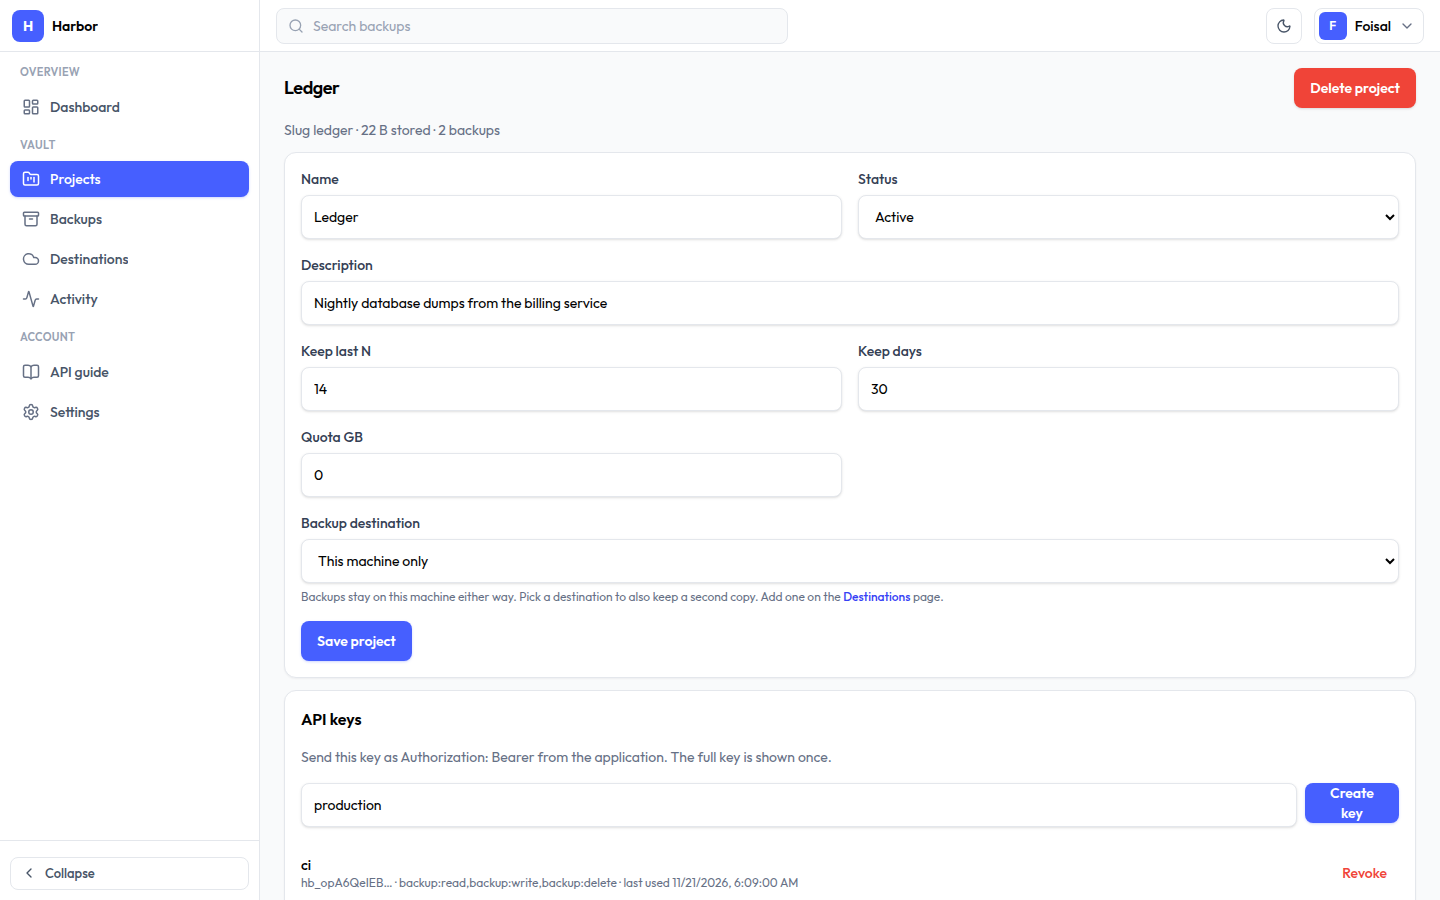 H Harbor
Search backups
F Foisal
OVERVIEW
Dashboard
VAULT
Projects
Backups
Destinations
Activity
ACCOUNT
API guide
Settings
Collapse
Ledger
Delete project
Slug ledger · 22 B stored · 2 backups
Name
Ledger
Status
Active
Description
Nightly database dumps from the billing service
Keep last N
14
Keep days
30
Quota GB
0
Backup destination
This machine only
Backups stay on this machine either way. Pick a destination to also keep a second copy. Add one on the Destinations page.
Save project
API keys
Send this key as Authorization: Bearer from the application. The full key is shown once.
production
Create
key
ci
hb_opA6QelEB… · backup:read,backup:write,backup:delete · last used 11/21/2026, 6:09:00 AM
Revoke